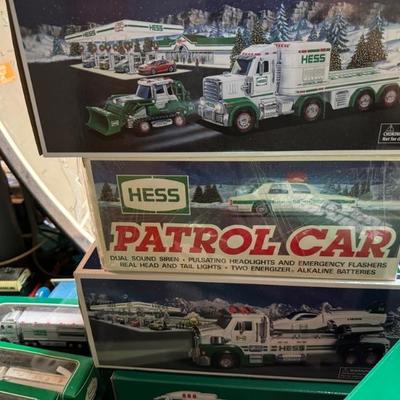 HESS
HESS
HESS
PATROL CAR
DUAL SOUND SIREN • PULSATING HEADLIGHTS AND EMERGENCY FLASHERS
REAL HEAD AND TAIL LIGHTS • TWO ENERGIZER® ALKALINE BATTERIES
HESS